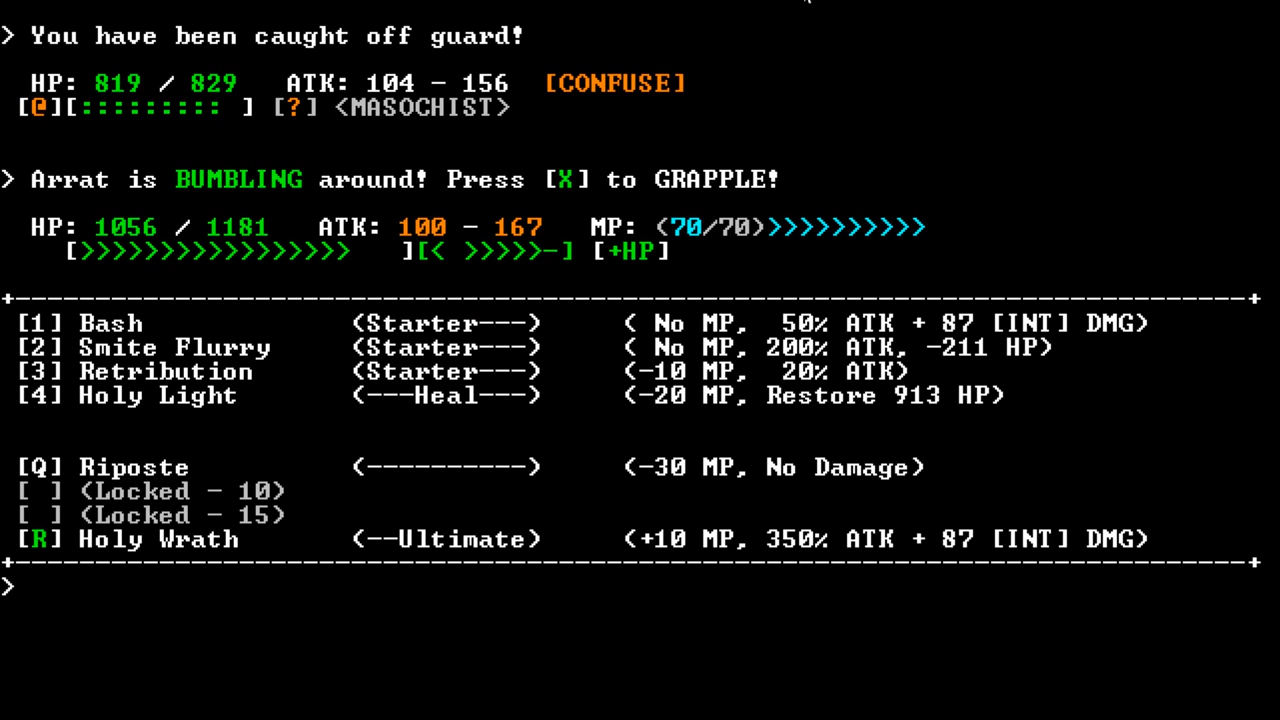 > You have been caught off guard!
HP: 819 / 829 ATK: 104 - 156 [CONFUSE]
[@][::::::::: ] [?] <MASOCHIST>
> Arrat is BUMBLING around! Press [X] to GRAPPLE!
HP: 1056 / 1181 ATK: 100 - 167 MP: (70/70)>>>>>>>>>>
[>>>>>>>>>>>>>>>>> ][< >>>>>-] [+HP]
+------------------------------------------------------------------------------+
[1] Bash (Starter---) ( No MP, 50% ATK + 87 [INT] DMG)
[2] Smite Flurry (Starter---) ( No MP, 200% ATK, -211 HP)
[3] Retribution (Starter---) (-10 MP, 20% ATK)
[4] Holy Light (---Heal---) (-20 MP, Restore 913 HP)
[Q] Riposte (----------) (-30 MP, No Damage)
[ ] (Locked - 10)
[ ] (Locked - 15)
[R] Holy Wrath (--Ultimate) (+10 MP, 350% ATK + 87 [INT] DMG)
+------------------------------------------------------------------------------+
>